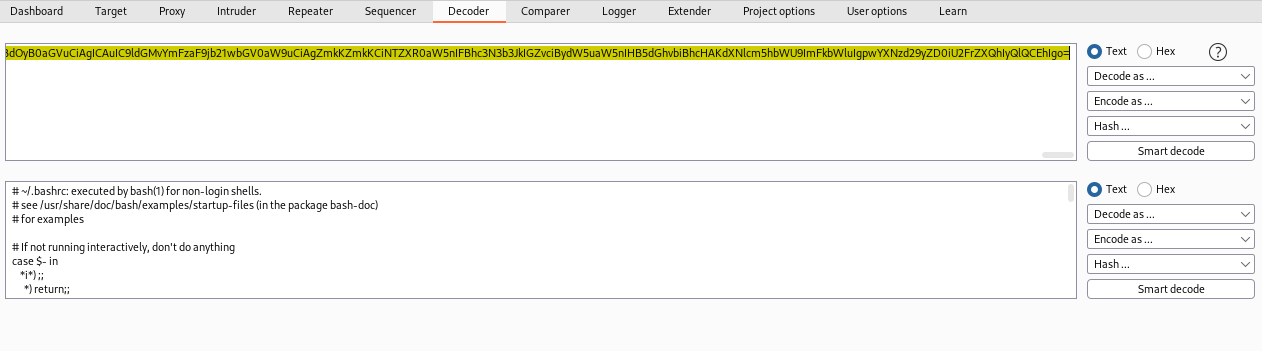 Dashboard Target Proxy Intruder Repeater Sequencer Decoder Comparer Logger Extender Project options User options Learn
3dOyB0aGVuCiAgICAuIC9ldGMvYmFzaF9jb21wbGV0aW9uCiAgZmkKZmkKCiNTZXR0aW5nIFBhc3N3b3JkIGZvciBydW5uaW5nIHB5dGhvbiBhcHAKdXNlcm5hbWU9ImFkbWluIgpwYXNzd29yZD0iU2FrZXQhIyQlQCEhIgo=
Text Hex ?
Decode as ...
Encode as ...
Hash ...
Smart decode
# ~/.bashrc: executed by bash(1) for non-login shells.
# see /usr/share/doc/bash/examples/startup-files (in the package bash-doc)
# for examples
# If not running interactively, don't do anything
case $- in
*i*) ;;
*) return;;
Text Hex
Decode as ...
Encode as ...
Hash ...
Smart decode